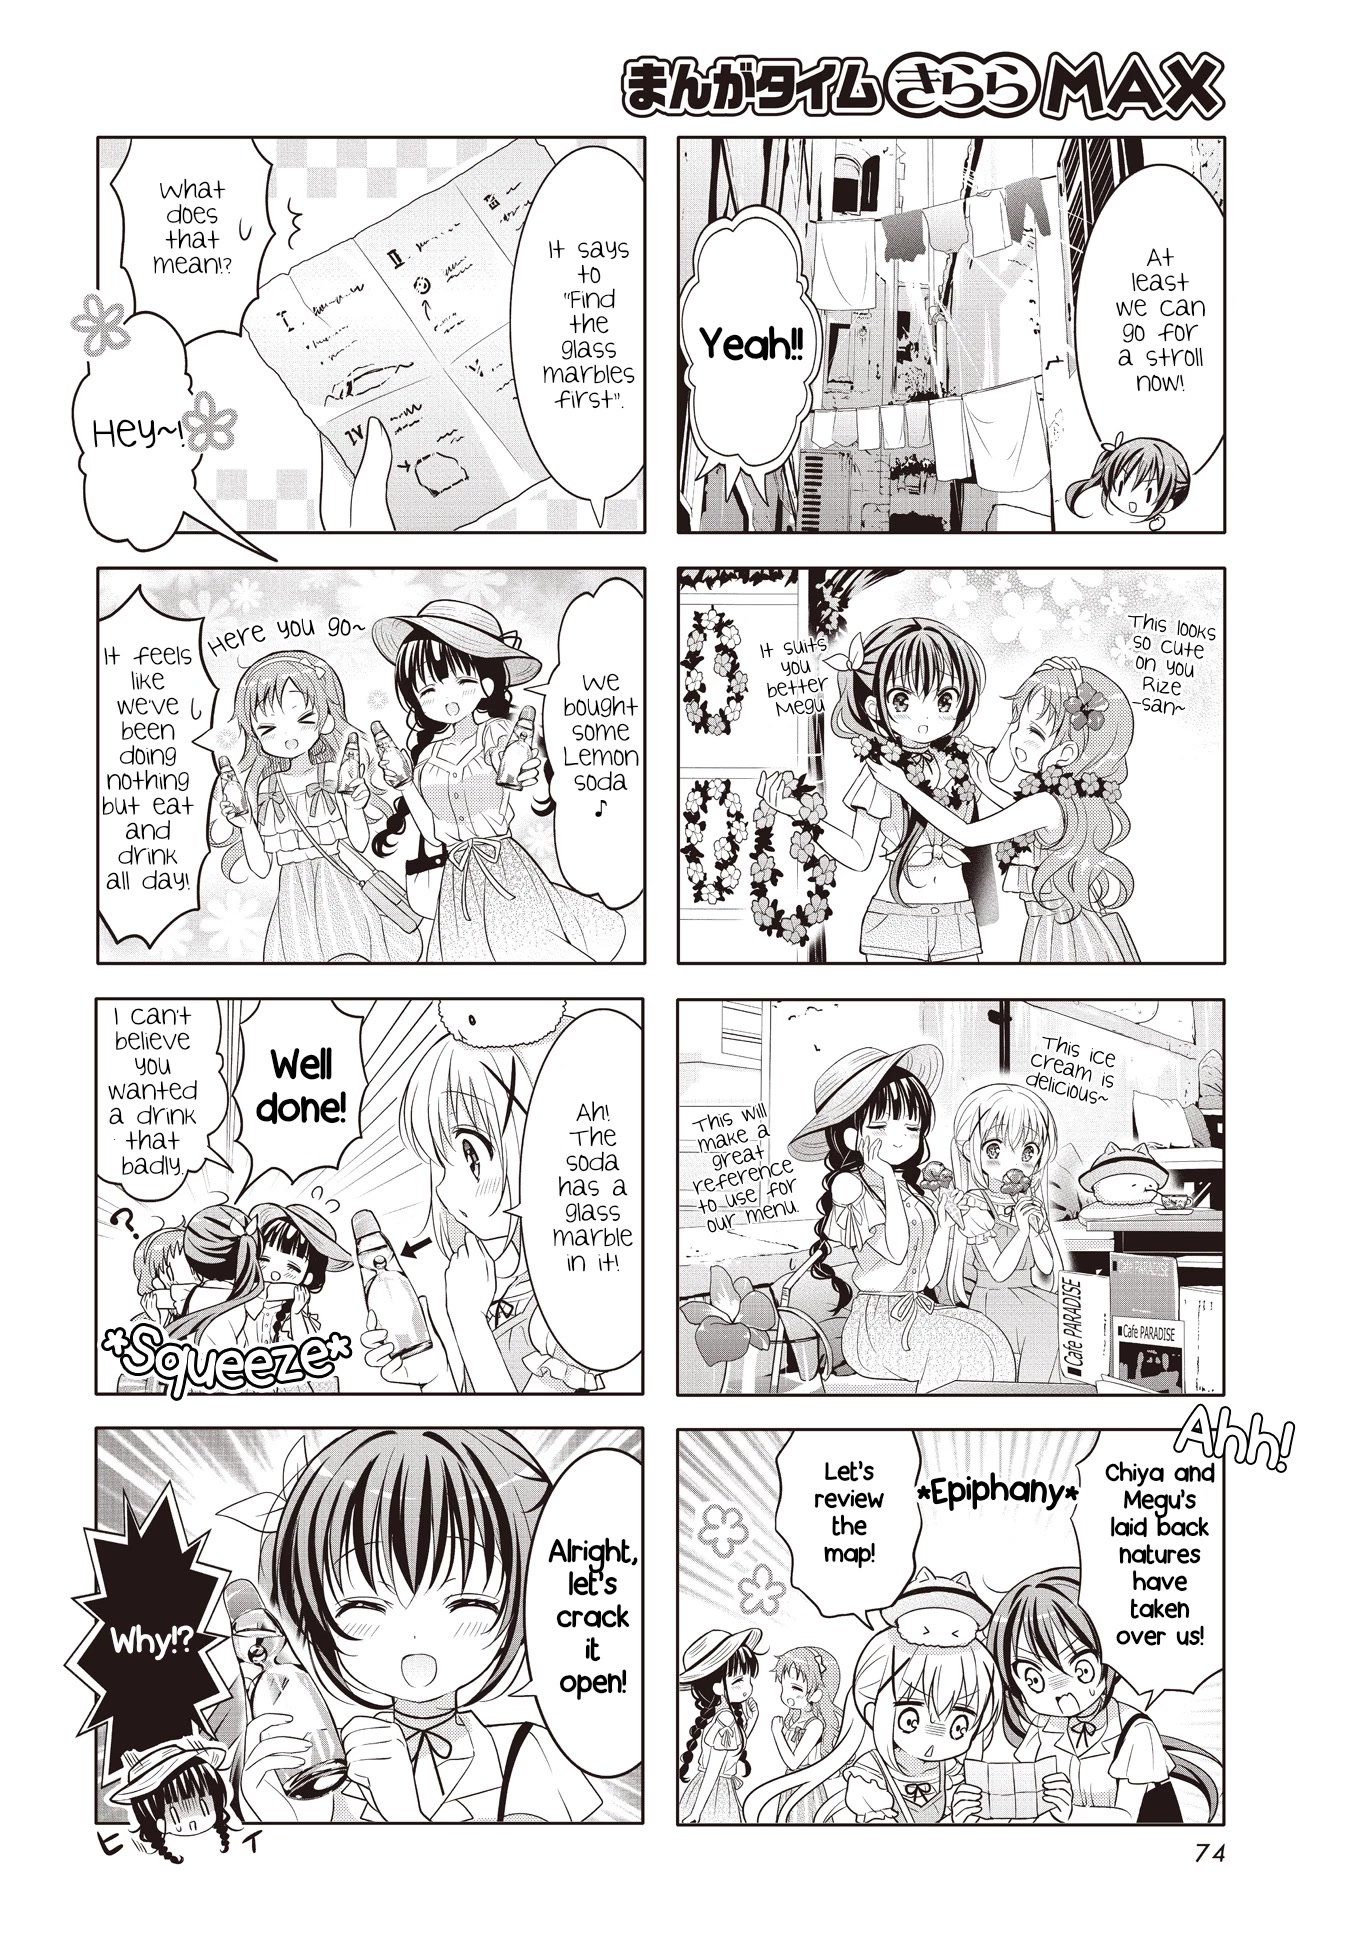 まんがタイムきららMAX
At
least
we can
go for
a stroll
now!
Yeah!!
This looks
so cute
on you
Rize
-san~
It suits
you
better
Megu
This ice
cream is
delicious~
This will
make a
great
reference
to use for
our menu.
Café PARADISE
Cafe PARADISE
Cafe PARADISE
Ahh!
Chiya and
Megu's
laid back
natures
have
taken
over us!
*Epiphany*
Let's
review
the
map!
It says
to
"Find
the
glass
marbles
first".
What
does
that
mean!?
I
II
III
IV
Hey~!
We
bought
some
Lemon
soda
♪
Here you go~
It feels
like
we've
been
doing
nothing
but eat
and
drink
all day!
Ah!
The
soda
has a
glass
marble
in it!
Well
done!
I can't
believe
you
wanted
a drink
that
badly.
?
*Squeeze*
Alright,
let's
crack
it
open!
Why!?
ヒイ
74